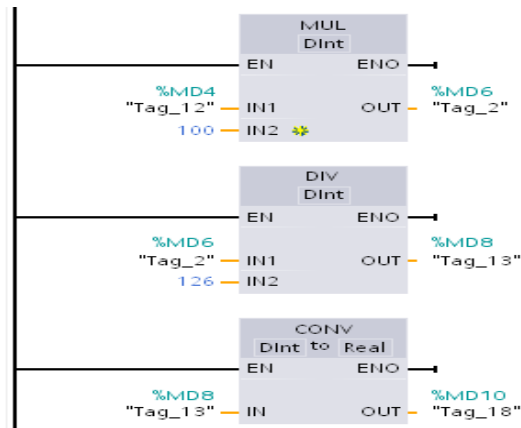 MUL
DInt
EN ENO
%MD4 %MD6
"Tag_12" IN1 OUT "Tag_2"
100 IN2
DIV
DInt
EN ENO
%MD6 %MD8
"Tag_2" IN1 OUT "Tag_13"
126 IN2
CONV
DInt to Real
EN ENO
%MD8 %MD10
"Tag_13" IN OUT "Tag_18"